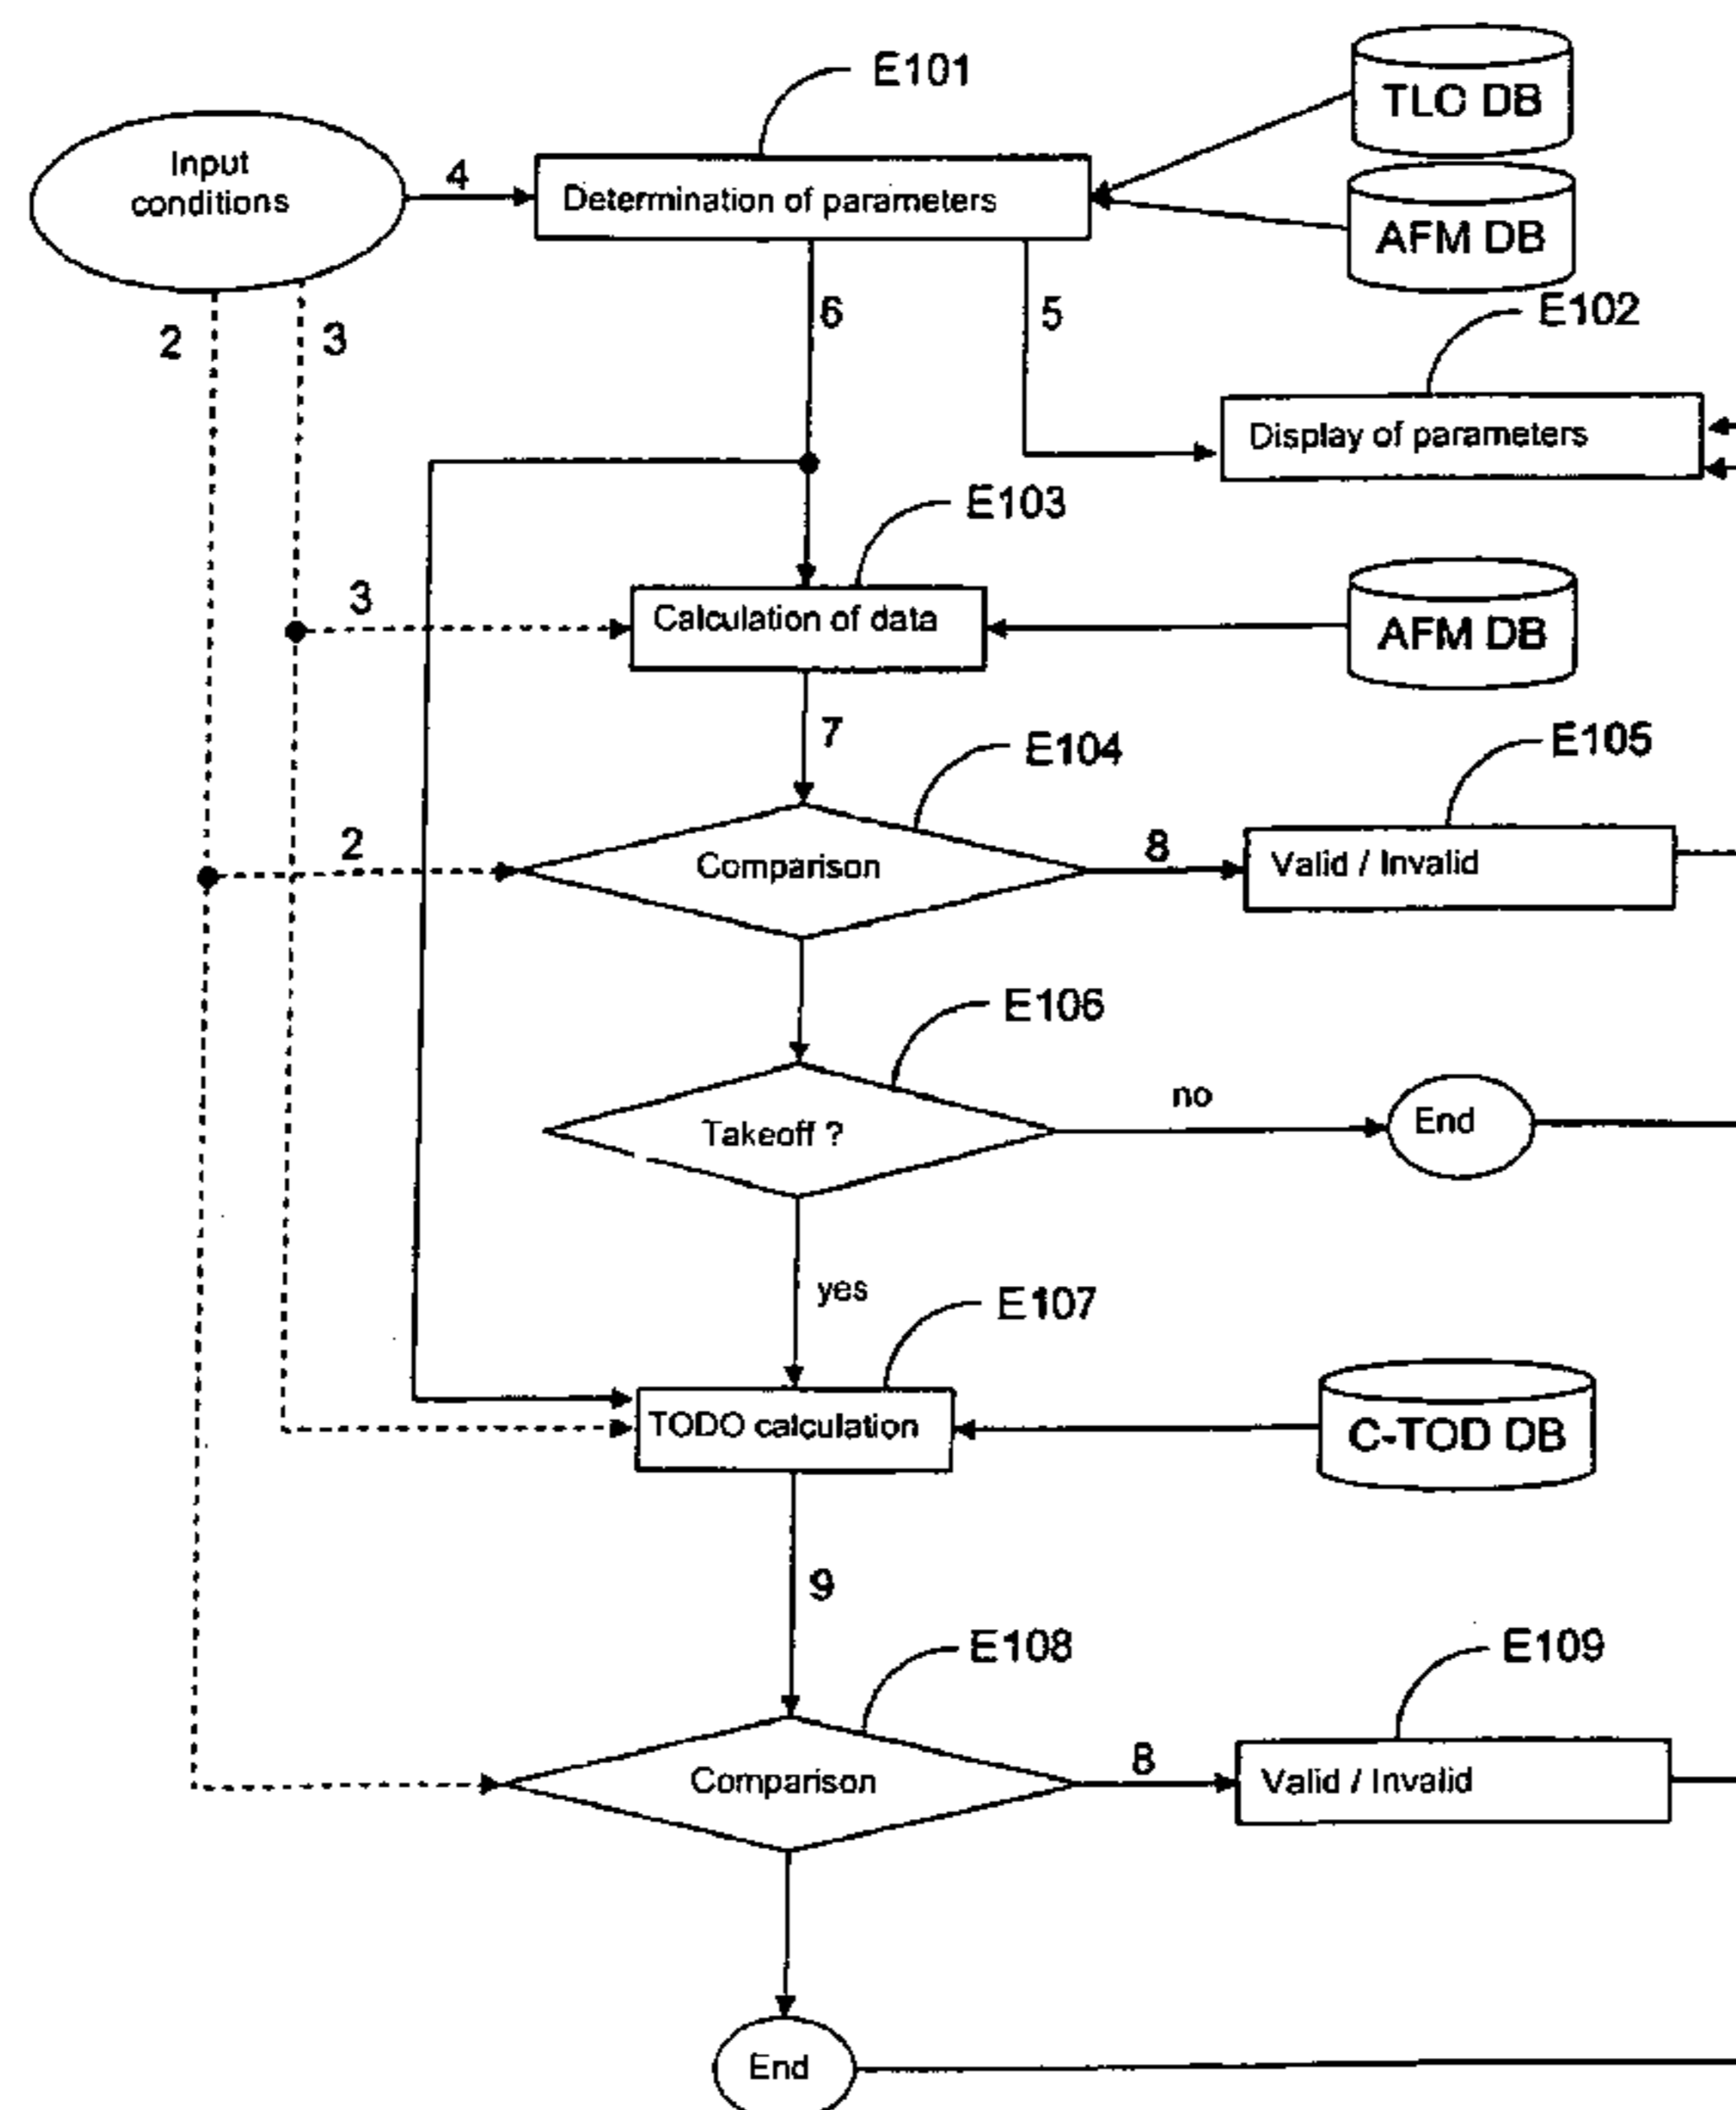 E101
TLO DB
Input
conditions
4
Determination of parameters
AFM DB
2
3
6
5
E102
Display of parameters
E103
3
Calculation of data
AFM DB
7
E104
E105
2
Comparison
8
Valid / Invalid
E106
Takeoff ?
no
End
yes
E107
TODO calculation
C-TOD DB
9
E108
E109
Comparison
8
Valid / Invalid
End